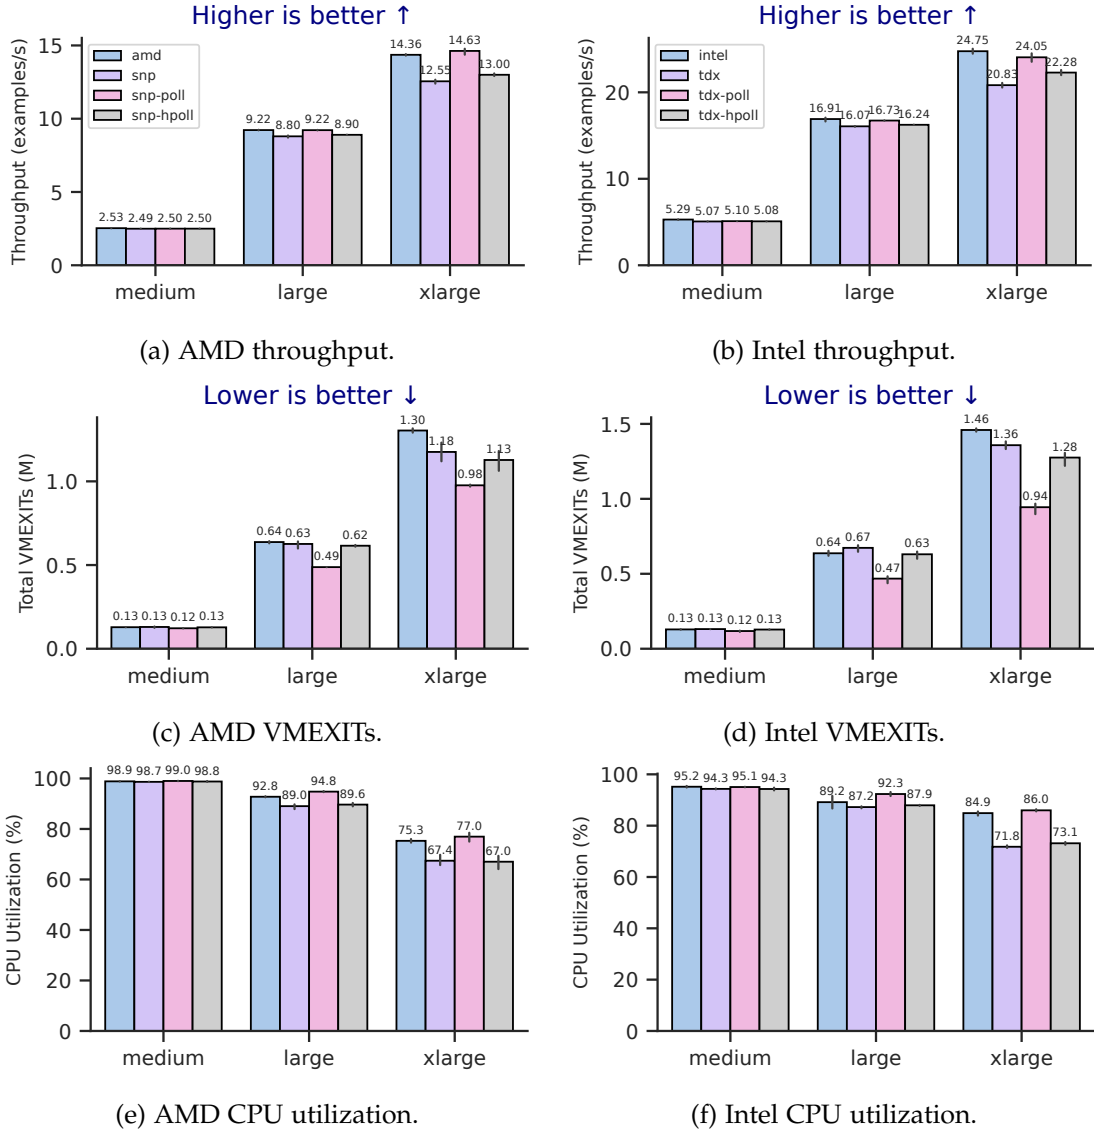 Higher is better ↑
Throughput (examples/s)
15
10
5
0
amd
snp
snp-poll
snp-hpoll
2.53 2.49 2.50 2.50
9.22 8.80 9.22 8.90
14.36 12.55 14.63 13.00
medium large xlarge
(a) AMD throughput.
Higher is better ↑
Throughput (examples/s)
20
10
0
intel
tdx
tdx-poll
tdx-hpoll
5.29 5.07 5.10 5.08
16.91 16.07 16.73 16.24
24.75 20.83 24.05 22.28
medium large xlarge
(b) Intel throughput.
Lower is better ↓
Total VMEXITs (M)
1.0
0.5
0.0
0.13 0.13 0.12 0.13
0.64 0.63 0.49 0.62
1.30 1.18 0.98 1.13
medium large xlarge
(c) AMD VMEXITs.
Lower is better ↓
Total VMEXITs (M)
1.5
1.0
0.5
0.0
0.13 0.13 0.12 0.13
0.64 0.67 0.47 0.63
1.46 1.36 0.94 1.28
medium large xlarge
(d) Intel VMEXITs.
CPU Utilization (%)
100
80
60
40
20
0
98.9 98.7 99.0 98.8
92.8 89.0 94.8 89.6
75.3 67.4 77.0 67.0
medium large xlarge
(e) AMD CPU utilization.
CPU Utilization (%)
100
80
60
40
20
0
95.2 94.3 95.1 94.3
89.2 87.2 92.3 87.9
84.9 71.8 86.0 73.1
medium large xlarge
(f) Intel CPU utilization.